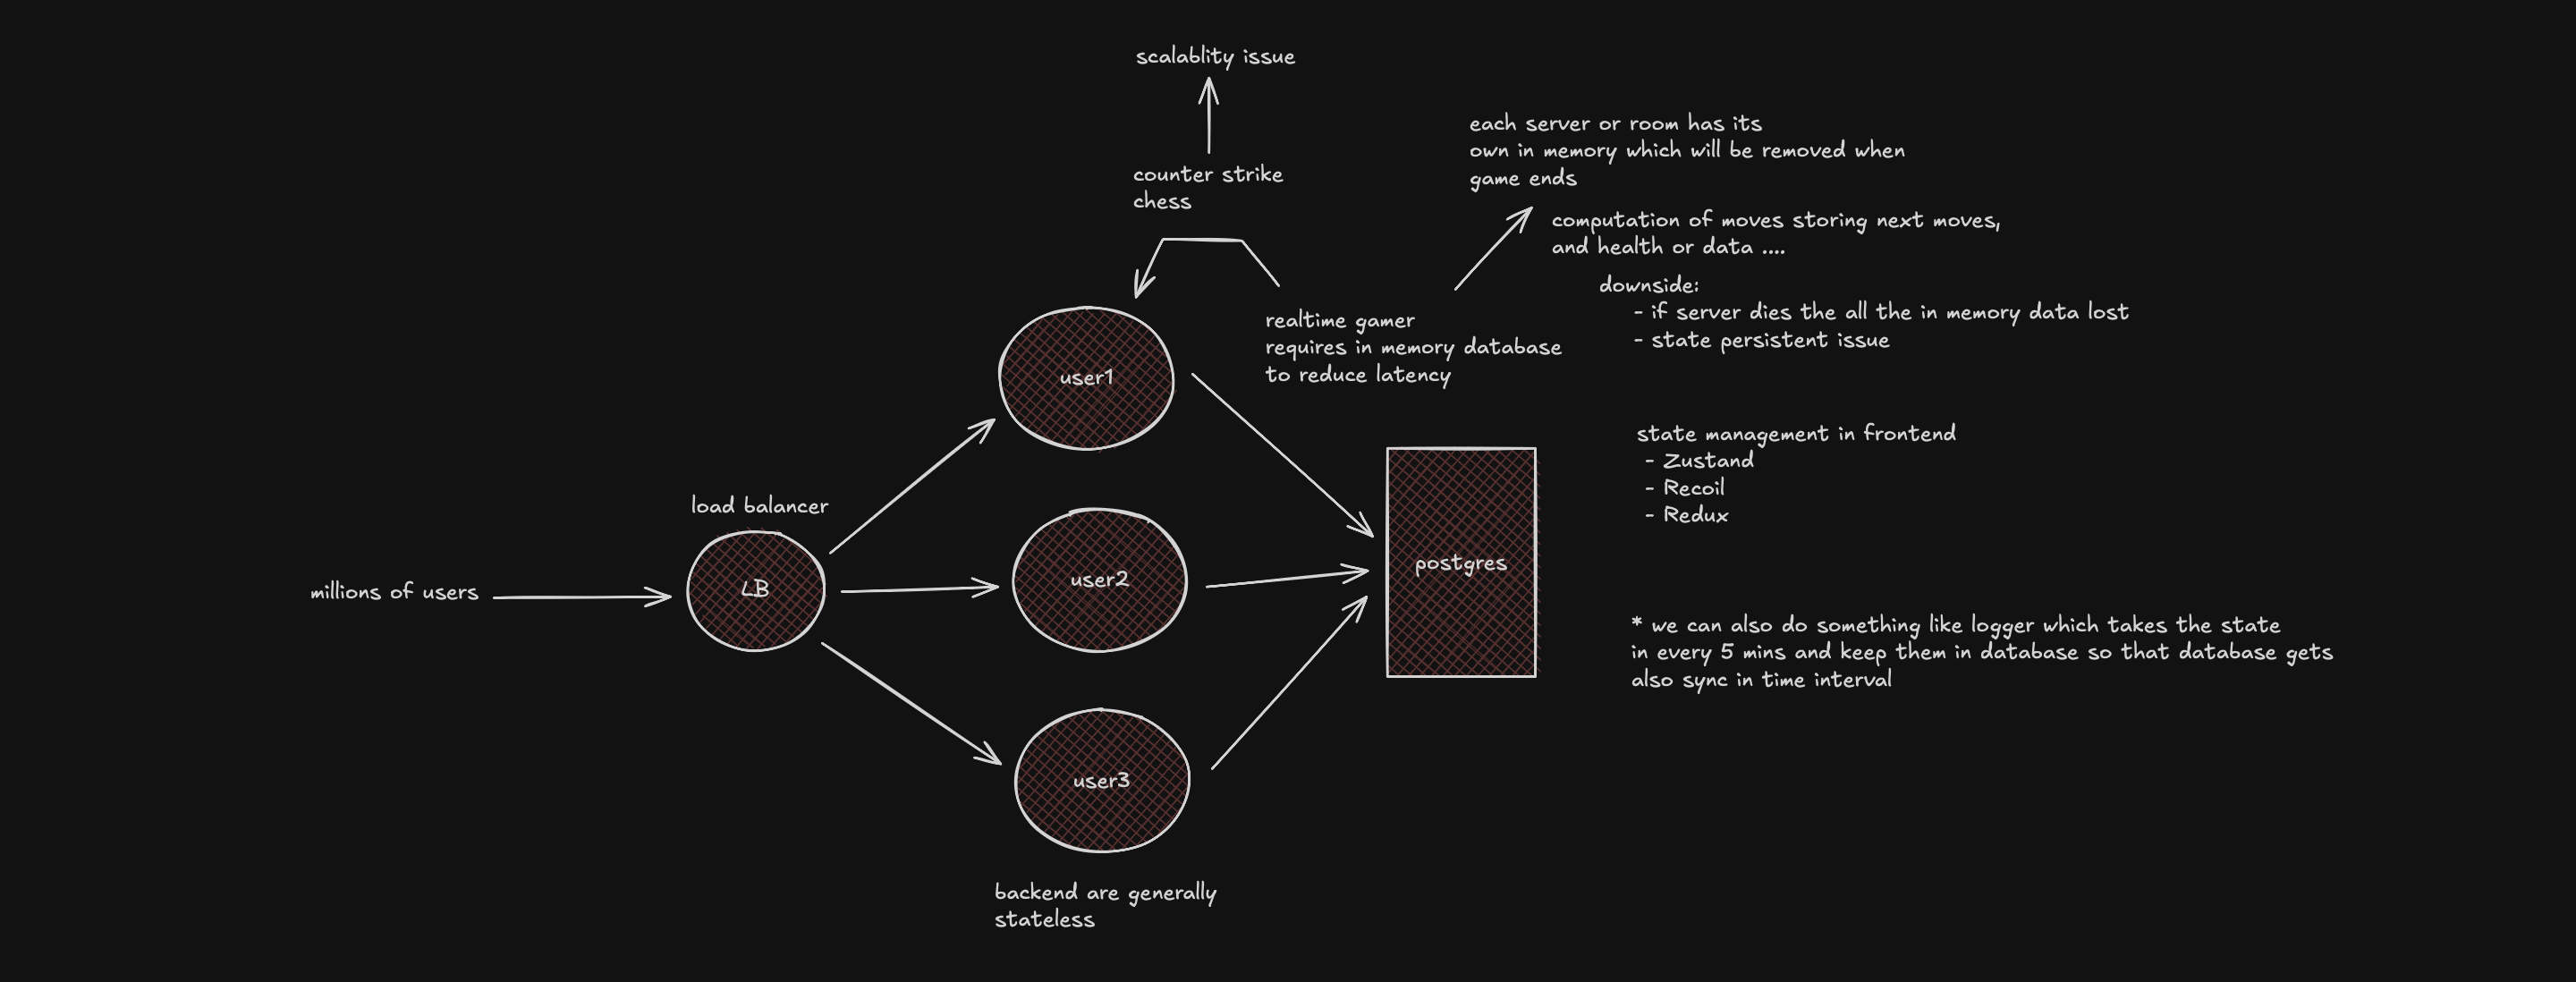 scalablity issue
counter strike
chess
each server or room has its
own in memory which will be removed when
game ends
computation of moves storing next moves,
and health or data ....
downside:
- if server dies the all the in memory data lost
- state persistent issue
realtime gamer
requires in memory database
to reduce latency
user1
state management in frontend
- Zustand
- Recoil
- Redux
load balancer
LB
millions of users
user2
postgres
* we can also do something like logger which takes the state
in every 5 mins and keep them in database so that database gets
also sync in time interval
user3
backend are generally
stateless